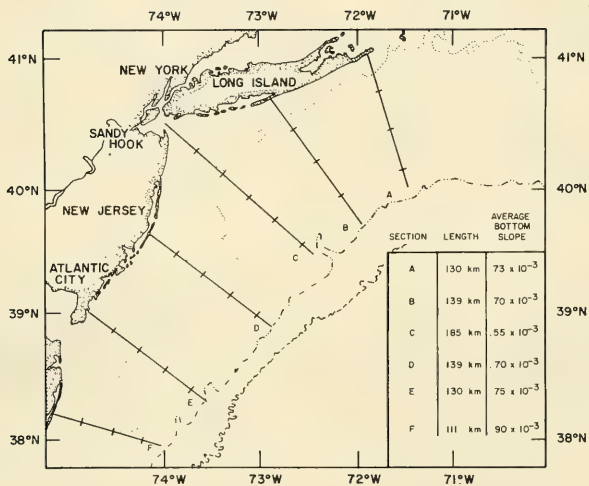 74°W 73°W 72°W 71°W
41°N 41°N
NEW YORK
LONG ISLAND
SANDY
HOOK
40°N 40°N
NEW JERSEY
A
B
C
ATLANTIC
CITY
39°N 39°N
D
E
F
38°N 38°N
74°W 73°W 72°W 71°W
SECTION LENGTH AVERAGE BOTTOM SLOPE
A 130 km 73 x 10⁻³
B 139 km 70 x 10⁻³
C 185 km .55 x 10⁻³
D 139 km .70 x 10⁻³
E 130 km 75 x 10⁻³
F 111 km 90 x 10⁻³